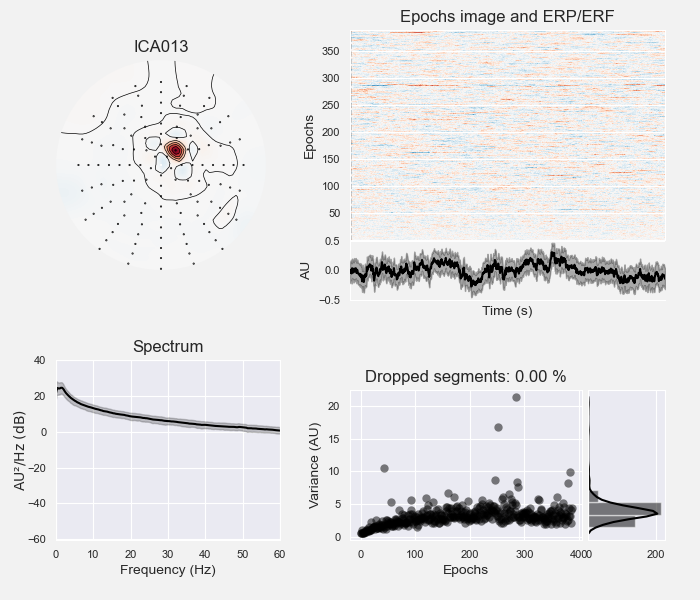 ICA013
Epochs image and ERP/ERF
Epochs
350
300
250
200
150
100
50
0.5
0.0
−0.5
AU
Time (s)
Spectrum
AU²/Hz (dB)
40
20
0
−20
−40
−60
0 10 20 30 40 50 60
Frequency (Hz)
Dropped segments: 0.00 %
Variance (AU)
20
15
10
5
0
0 100 200 300 400
Epochs
0 200